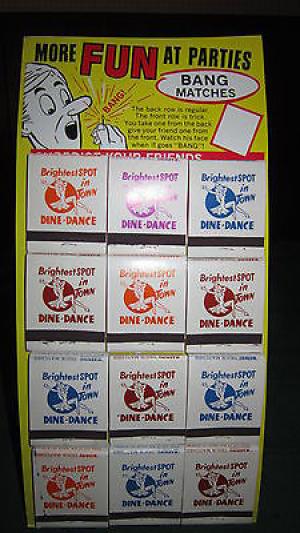 MORE FUN AT PARTIES
BANG
MATCHES
BANG!
The back row is regular.
The front row is trick.
You take one from the back
give your friend one from
the front. Watch his face
when it goes "BANG"!
SURPRISE YOUR FRIENDS
Brightest SPOT
in
TOWN
DINE-DANCE
Brightest SPOT
in
TOWN
DINE-DANCE
Brightest SPOT
in
TOWN
DINE-DANCE
Brightest SPOT
in
TOWN
DINE-DANCE
Brightest SPOT
in
TOWN
DINE-DANCE
Brightest SPOT
in
TOWN
DINE-DANCE
Brightest SPOT
in
TOWN
DINE-DANCE
Brightest SPOT
in
TOWN
DINE-DANCE
Brightest SPOT
in
TOWN
DINE-DANCE
Brightest SPOT
in
TOWN
DINE-DANCE
Brightest SPOT
in
TOWN
DINE-DANCE
Brightest SPOT
in
TOWN
DINE-DANCE